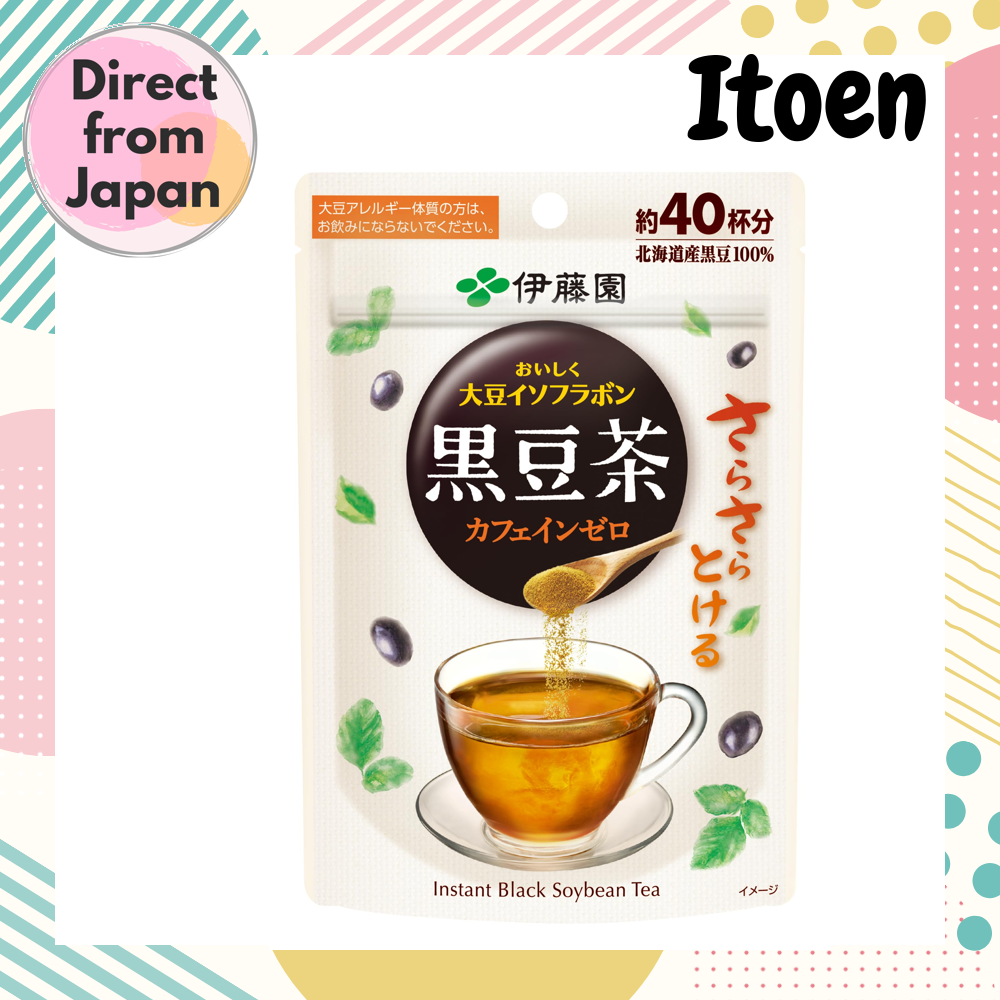 Direct
from
Japan
Itoen
大豆アレルギー体質の方は、
お飲みにならないでください。
約40杯分
北海道産黒豆100%
伊藤園
おいしく
大豆イソフラボン
黒豆茶
カフェインゼロ
さらさら
とける
Instant Black Soybean Tea
イメージ